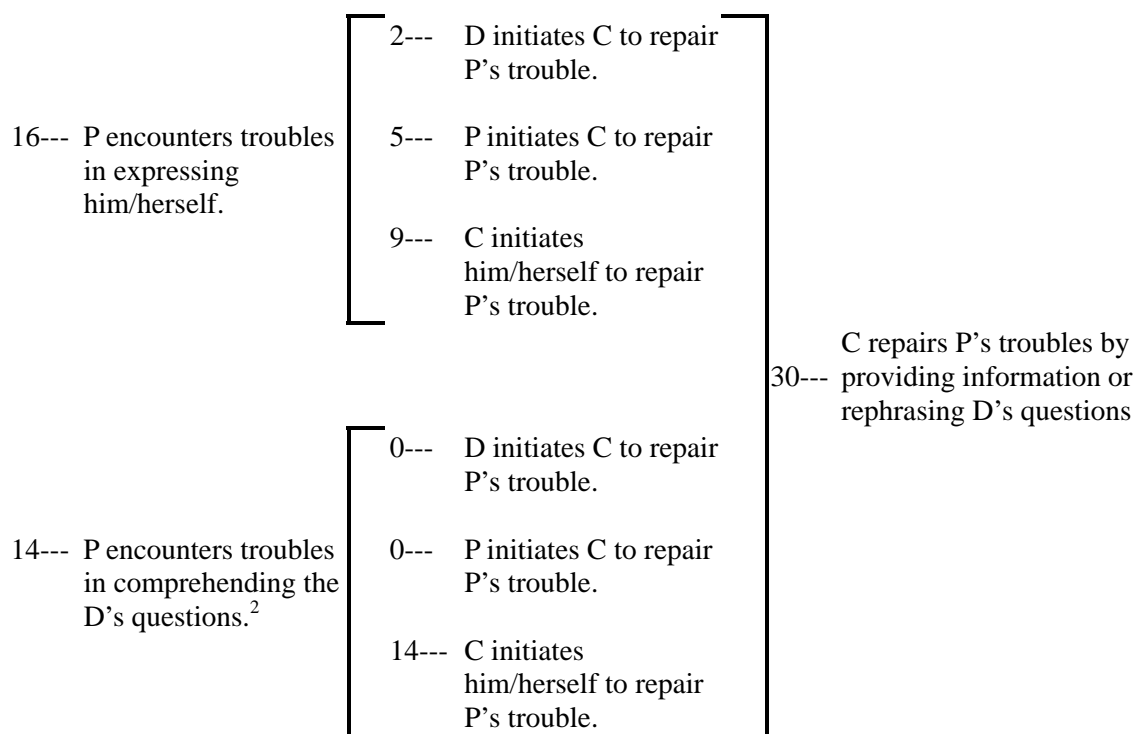 2--- D initiates C to repair
P’s trouble.
16--- P encounters troubles
in expressing
him/herself.
5--- P initiates C to repair
P’s trouble.
9--- C initiates
him/herself to repair
P’s trouble.
C repairs P’s troubles by
30--- providing information or
rephrasing D’s questions
0--- D initiates C to repair
P’s trouble.
14--- P encounters troubles
in comprehending the
D’s questions.2
0--- P initiates C to repair
P’s trouble.
14--- C initiates
him/herself to repair
P’s trouble.